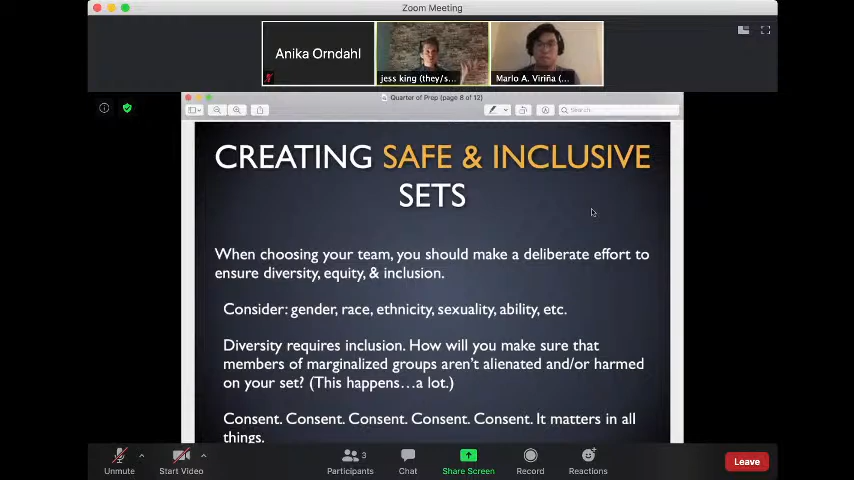 Zoom Meeting
Anika Orndahl
jess king (they/s...
Marlo A. Viriña (...
Quarter of Prep (page 8 of 12)
Search
CREATING SAFE & INCLUSIVE
SETS
When choosing your team, you should make a deliberate effort to
ensure diversity, equity, & inclusion.
Consider: gender, race, ethnicity, sexuality, ability, etc.
Diversity requires inclusion. How will you make sure that
members of marginalized groups aren't alienated and/or harmed
on your set? (This happens...a lot.)
Consent. Consent. Consent. Consent. Consent. It matters in all
things.
Unmute
Start Video
Participants
3
Chat
Share Screen
Record
Reactions
Leave